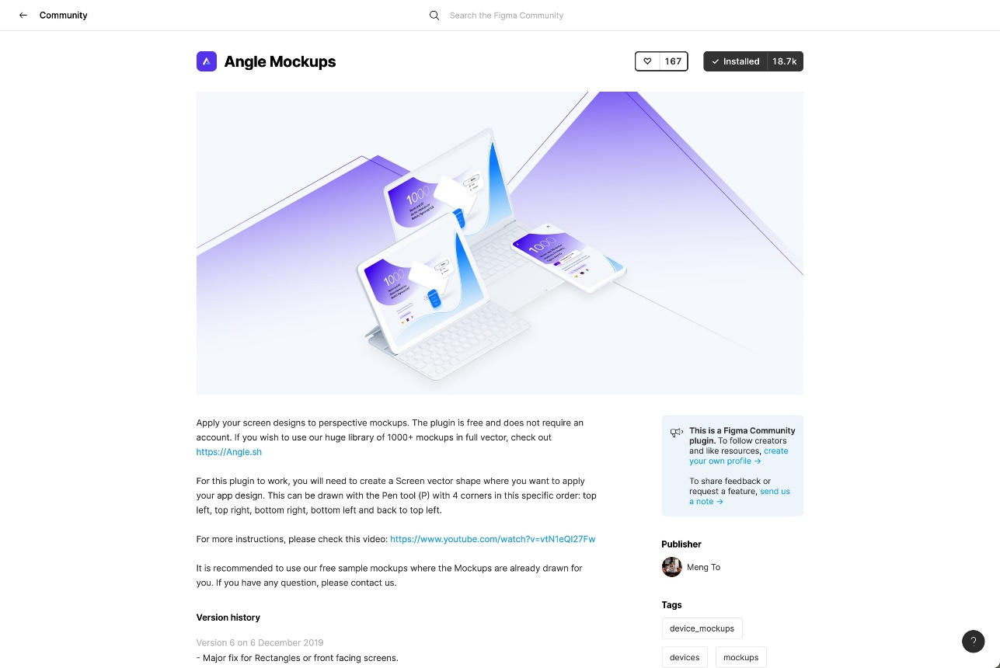 Community
Search the Figma Community
Angle Mockups
167
Installed 18.7k
1000
1000
1000
Apply your screen designs to perspective mockups. The plugin is free and does not require an
account. If you wish to use our huge library of 1000+ mockups in full vector, check out
https://Angle.sh
For this plugin to work, you will need to create a Screen vector shape where you want to apply
your app design. This can be drawn with the Pen tool (P) with 4 corners in this specific order: top
left, top right, bottom right, bottom left and back to top left.
For more instructions, please check this video: https://www.youtube.com/watch?v=vtN1eQI27Fw
It is recommended to use our free sample mockups where the Mockups are already drawn for
you. If you have any question, please contact us.
Version history
Version 6 on 6 December 2019
- Major fix for Rectangles or front facing screens.
This is a Figma Community
plugin. To follow creators
and like resources, create
your own profile →
To share feedback or
request a feature, send us
a note →
Publisher
Meng To
Tags
device_mockups
devices mockups
?